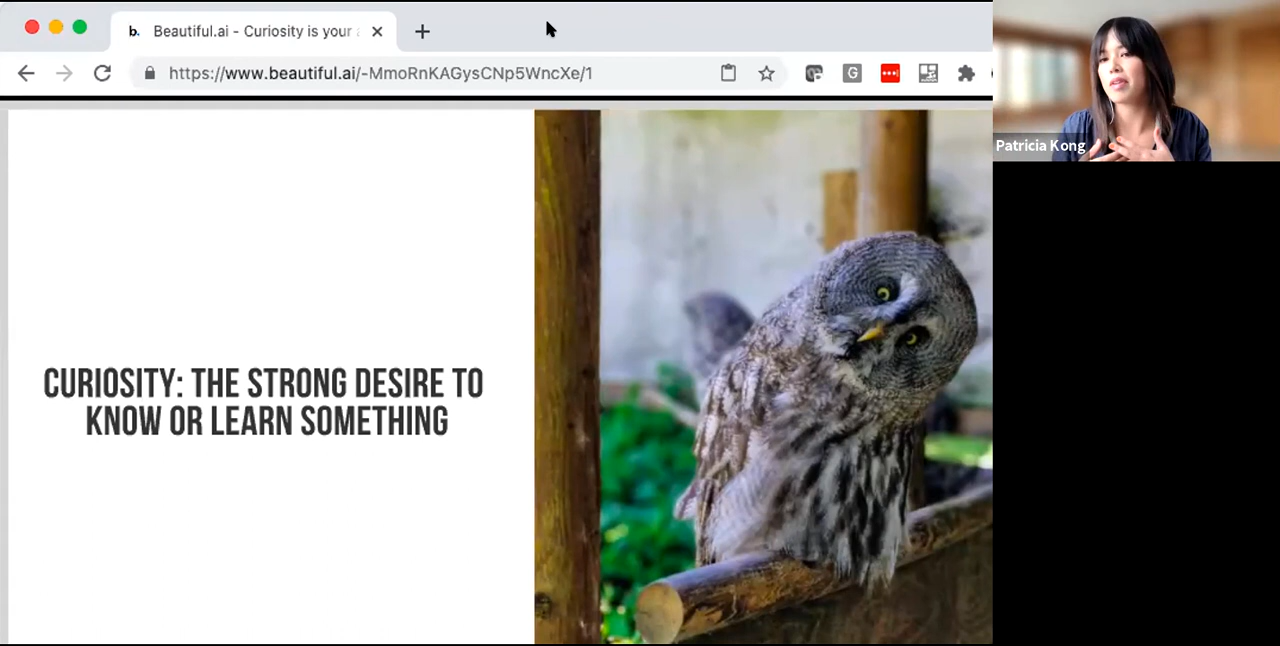 b. Beautiful.ai - Curiosity is your
https://www.beautiful.ai/-MmoRnKAGysCNp5WncXe/1
G
Patricia Kong
CURIOSITY: THE STRONG DESIRE TO
KNOW OR LEARN SOMETHING